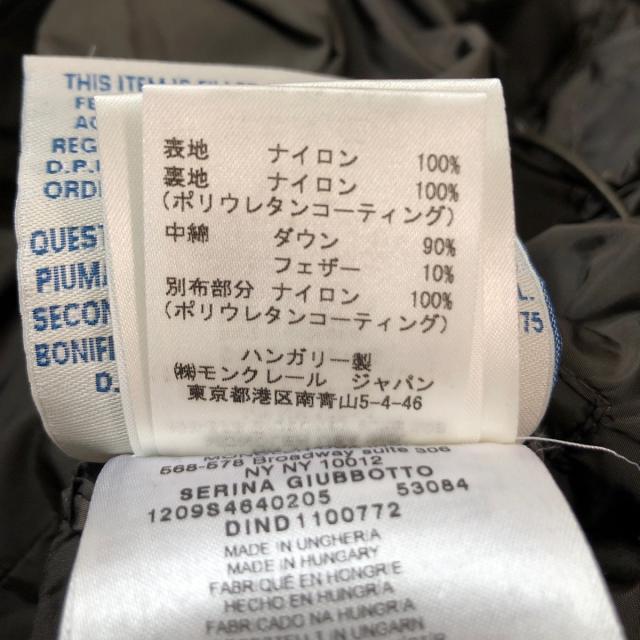 THIS ITEM IS
REG
D.P.
ORD
QUEST
PIUM
SECON
BONIFI
D.
75
表地 ナイロン 100%
裏地 ナイロン 100%
(ポリウレタンコーティング)
中綿 ダウン 90%
フェザー 10%
別布部分 ナイロン 100%
(ポリウレタンコーティング)
ハンガリー製
㈱モンクレール ジャパン
東京都港区南青山5-4-46
568-578 Broadway suite 506
NY NY 10012
SERINA GIUBBOTTO
1209S4640205 53084
DIND1100772
MADE IN UNGHERIA
MADE IN HUNGARY
FABRIQUÉ EN HONGRIE
HECHO EN HUNGRIA
FABRICADO NA HUNGRIA